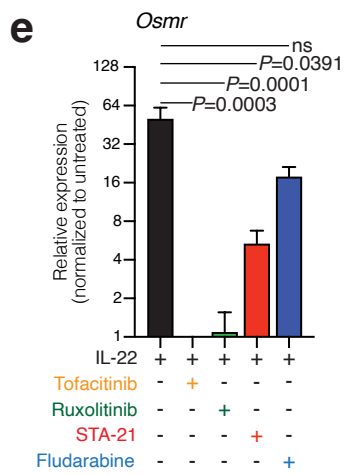 e
Osmr
ns
P=0.0391
P=0.0001
P=0.0003
Relative expression
(normalized to untreated)
128
64
32
16
8
4
2
1
IL-22 + + + + +
Tofacitinib - + - - -
Ruxolitinib - - + - -
STA-21 - - - + -
Fludarabine - - - - +